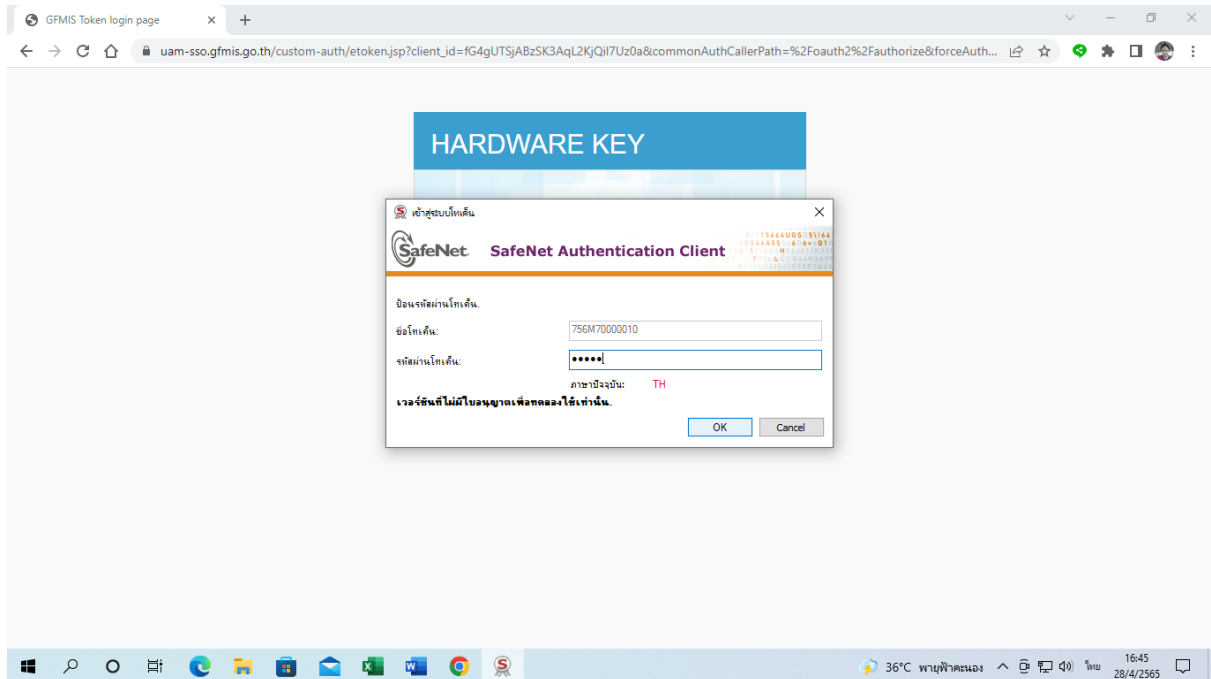 GFMIS Token login page
uam-sso.gfmis.go.th/custom-auth/etoken.jsp?client_id=fG4gUTSjABzSK3AqL2KjQiI7Uz0a&commonAuthCallerPath=%2Foauth2%2Fauthorize&forceAuth...
HARDWARE KEY
เข้าสู่ระบบโทเค็น
SafeNet. SafeNet Authentication Client
ป้อนรหัสผ่านโทเค็น.
ชื่อโทเค็น: 756M70000010
รหัสผ่านโทเค็น: •••••
ภาษาปัจจุบัน: TH
เวอร์ชันที่ไม่มีใบอนุญาตเพื่อทดลองใช้เท่านั้น.
OK Cancel
36°C พายุฟ้าคะนอง ไทย 16:45
28/4/2565